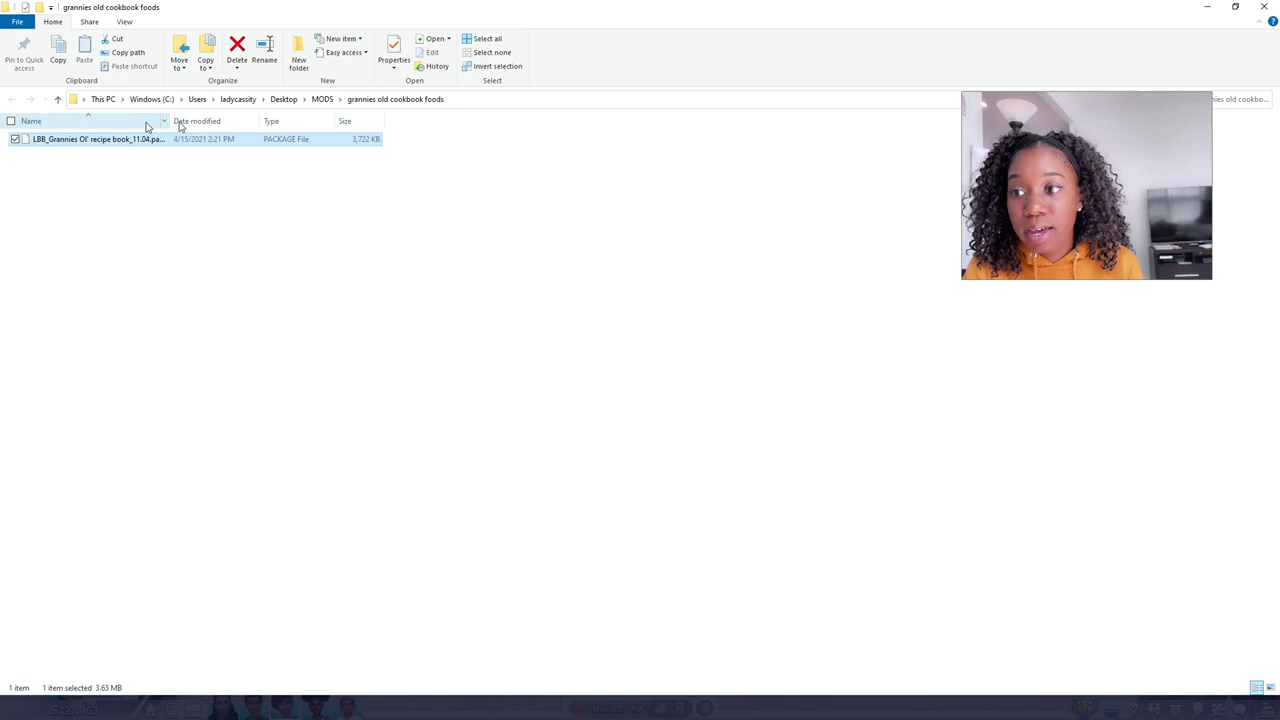 grannies old cookbook foods
File Home Share View
Pin to Quick access
Copy
Paste
Cut
Copy path
Paste shortcut
Clipboard
Move to
Copy to
Delete
Rename
Organize
New folder
New item
Easy access
New
Properties
Open
Edit
History
Open
Select all
Select none
Invert selection
Select
This PC Windows (C:) Users ladycassity Desktop MODS grannies old cookbook foods
ies old cookbo...
Name Date modified Type Size
LBB_Grannies Ol' recipe book_11.04.pa... 4/15/2021 2:21 PM PACKAGE File 3,722 KB
1 item 1 item selected 3.63 MB